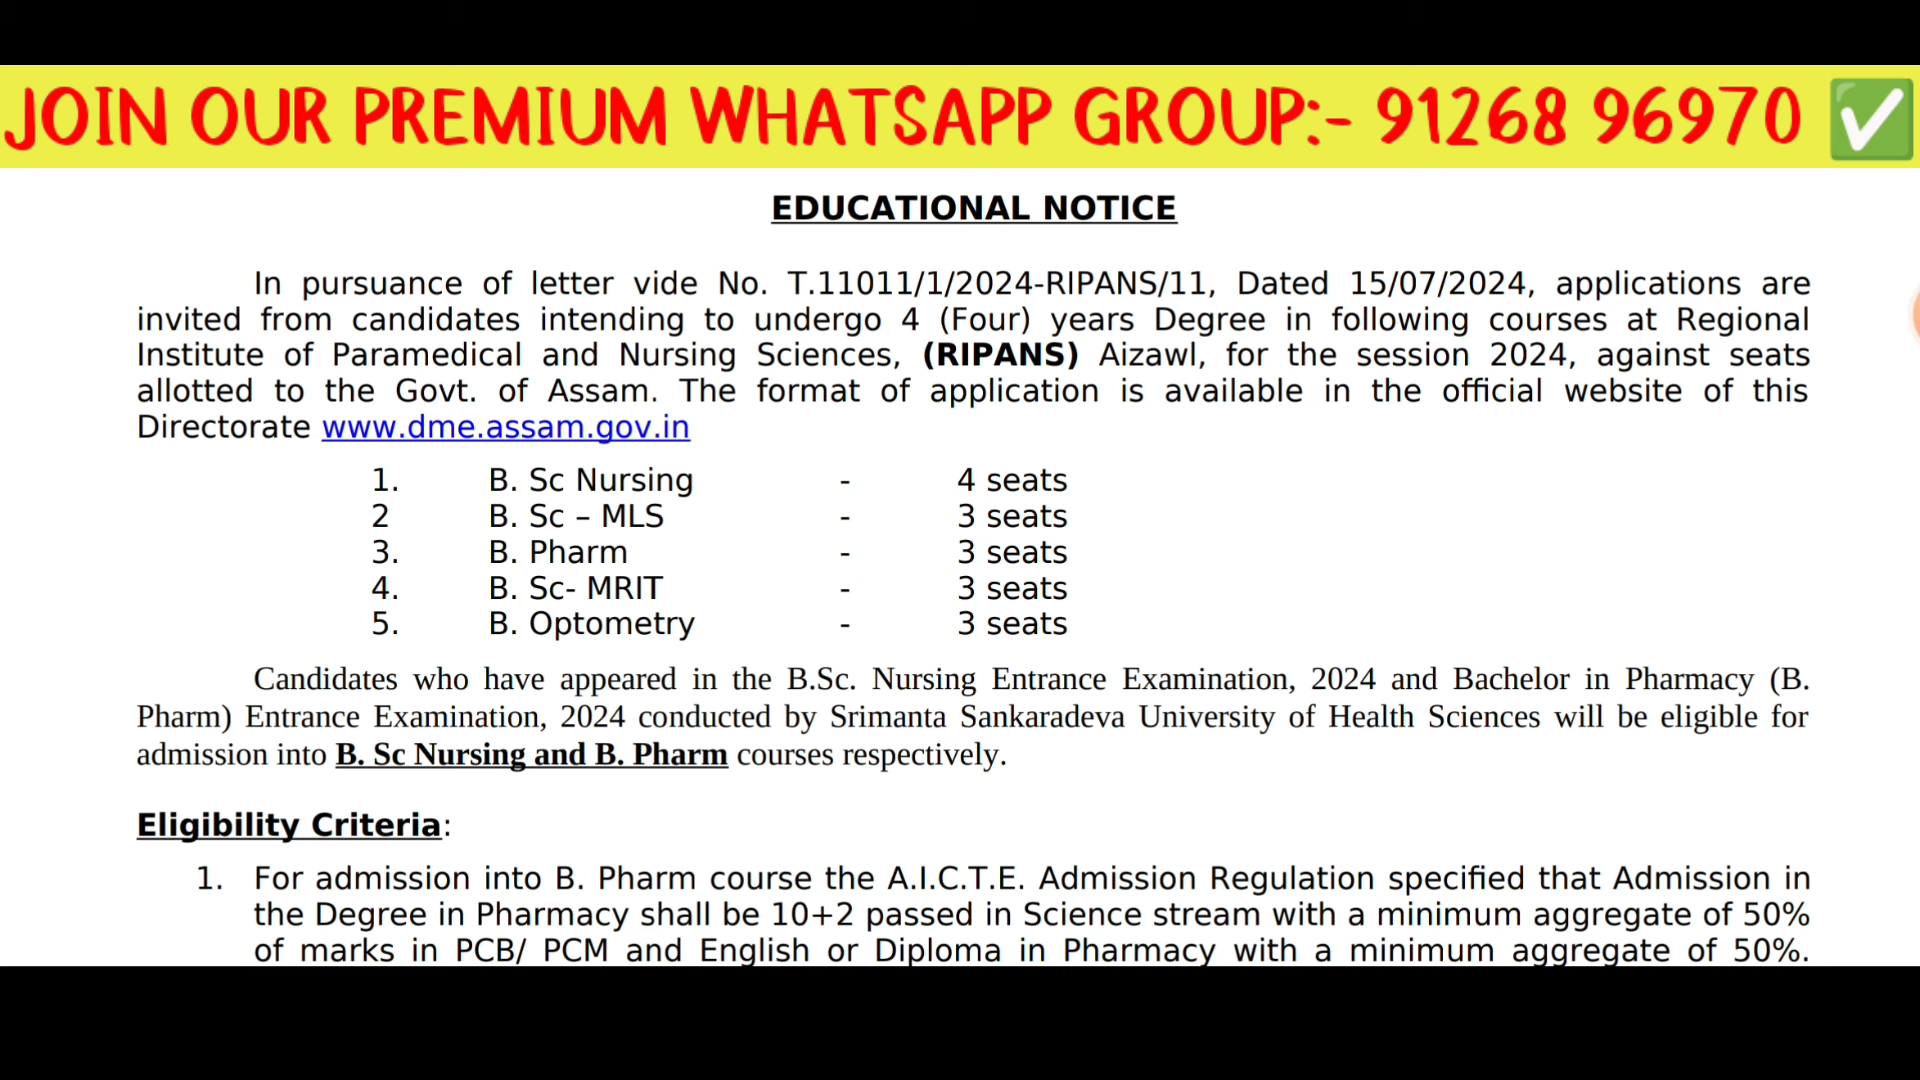 JOIN OUR PREMIUM WHATSAPP GROUP:- 91268 96970 ✅
EDUCATIONAL NOTICE
In pursuance of letter vide No. T.11011/1/2024-RIPANS/11, Dated 15/07/2024, applications are
invited from candidates intending to undergo 4 (Four) years Degree in following courses at Regional
Institute of Paramedical and Nursing Sciences, (RIPANS) Aizawl, for the session 2024, against seats
allotted to the Govt. of Assam. The format of application is available in the official website of this
Directorate www.dme.assam.gov.in
1. B. Sc Nursing - 4 seats
2 B. Sc – MLS - 3 seats
3. B. Pharm - 3 seats
4. B. Sc- MRIT - 3 seats
5. B. Optometry - 3 seats
Candidates who have appeared in the B.Sc. Nursing Entrance Examination, 2024 and Bachelor in Pharmacy (B.
Pharm) Entrance Examination, 2024 conducted by Srimanta Sankaradeva University of Health Sciences will be eligible for
admission into B. Sc Nursing and B. Pharm courses respectively.
Eligibility Criteria:
1. For admission into B. Pharm course the A.I.C.T.E. Admission Regulation specified that Admission in
the Degree in Pharmacy shall be 10+2 passed in Science stream with a minimum aggregate of 50%
of marks in PCB/ PCM and English or Diploma in Pharmacy with a minimum aggregate of 50%.